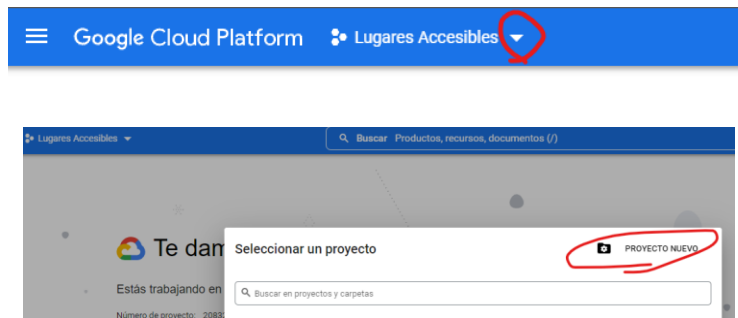 Google Cloud Platform Lugares Accesibles
Lugares Accesibles Buscar Productos, recursos, documentos (/)
Te dam
Seleccionar un proyecto PROYECTO NUEVO
Estás trabajando en
Buscar en proyectos y carpetas
Número de proyecto: 2083